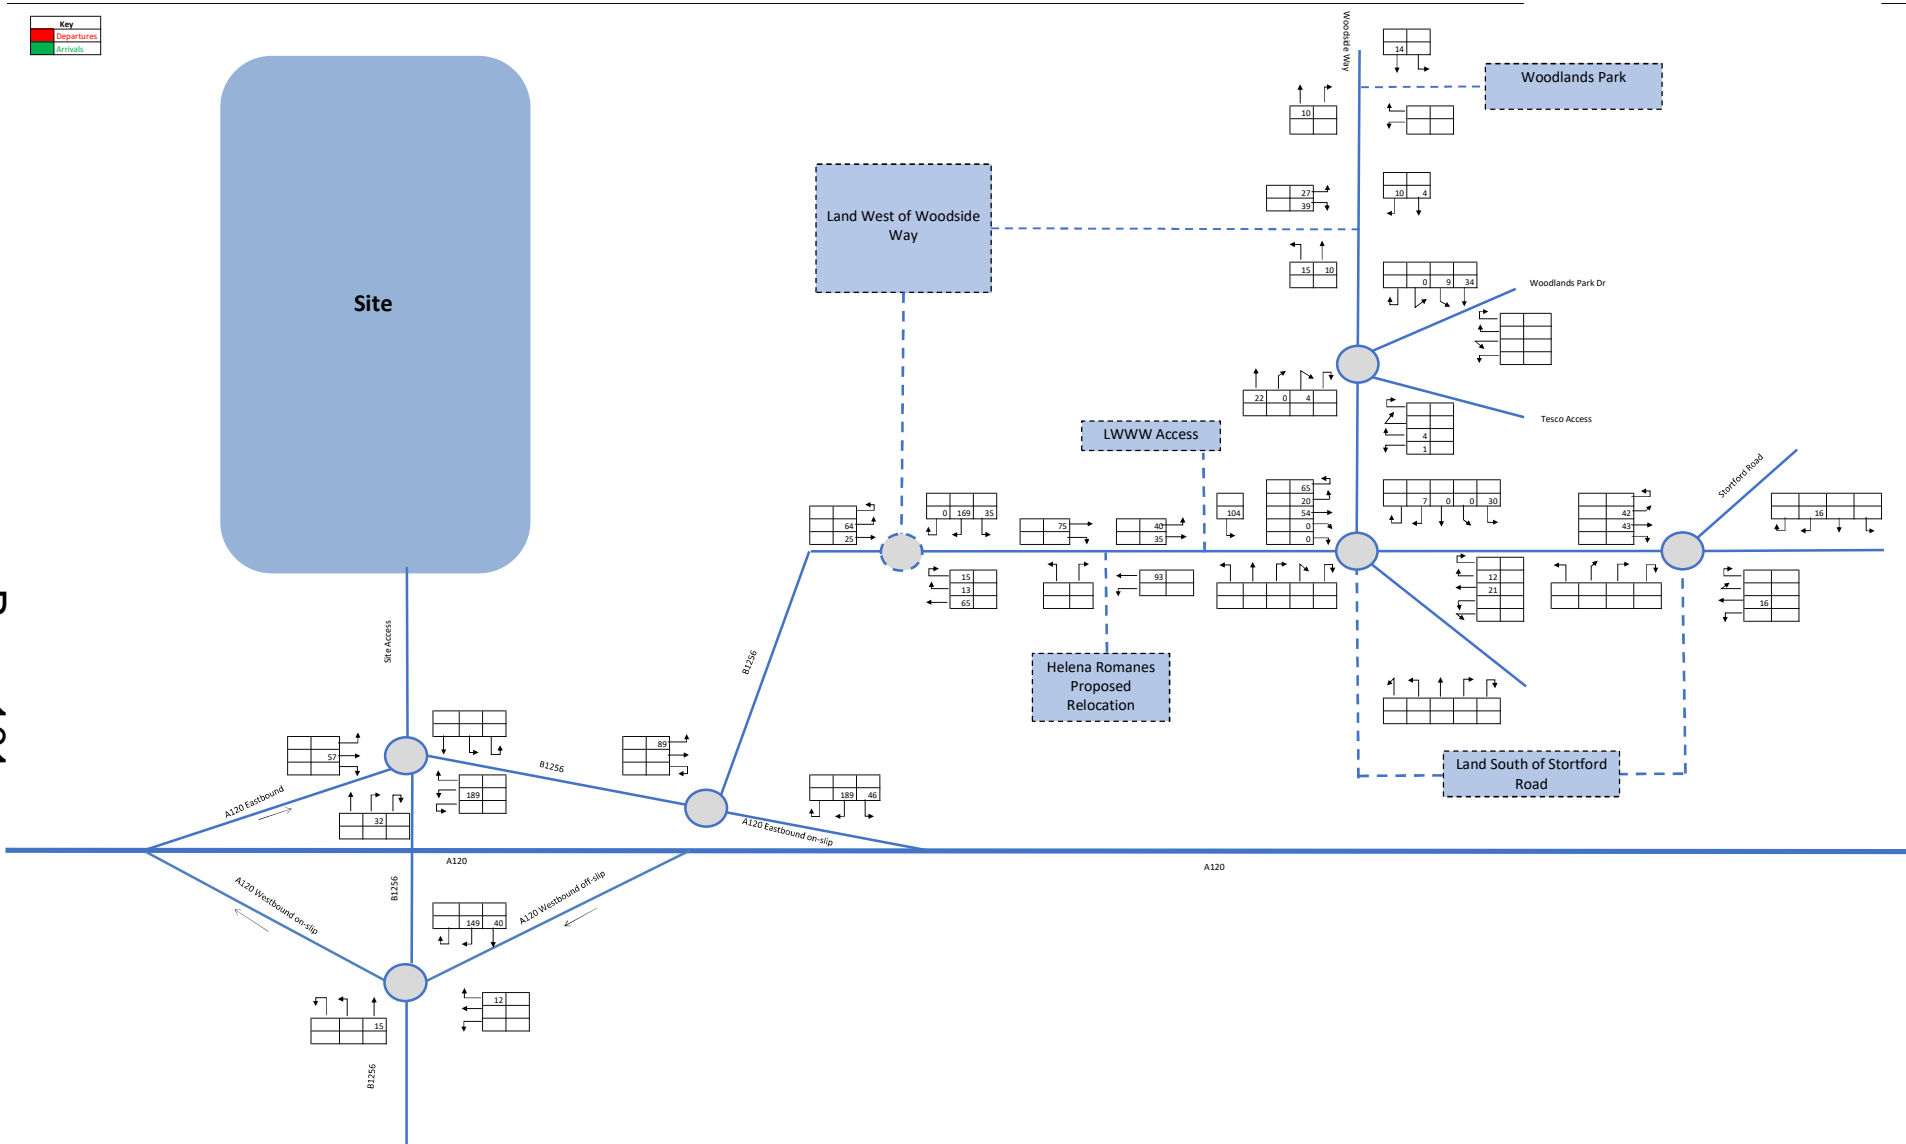 Key
Departures
Arrivals
Woodside Way
14
Woodlands Park
10
27
39
10 4
Land West of Woodside
Way
15 10
0 9 34
Woodlands Park Dr
Site
22 0 4
4
1
Tesco Access
LWWW Access
Stortford Road
64
25
0 169 35
75
40
35
104
65
20
54
0
0
7 0 0 30
42
43
16
15
13
65
93
12
21
16
Site Access
B1256
Helena Romanes
Proposed
Relocation
57
B1256
89
189
32
A120 Eastbound
189 46
A120 Eastbound on-slip
Land South of Stortford
Road
A120
A120
B1256
A120 Westbound on-slip
149 40
A120 Westbound off-slip
12
15
B1256